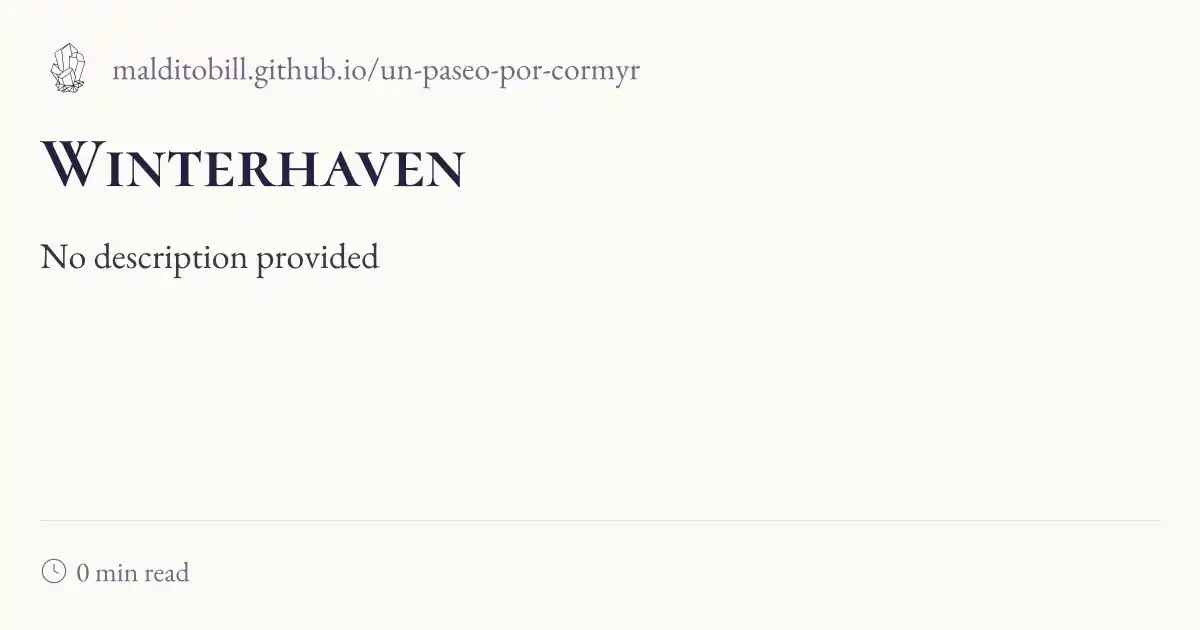 malditobill.github.io/un-paseo-por-cormyr
Winterhaven
No description provided
0 min read